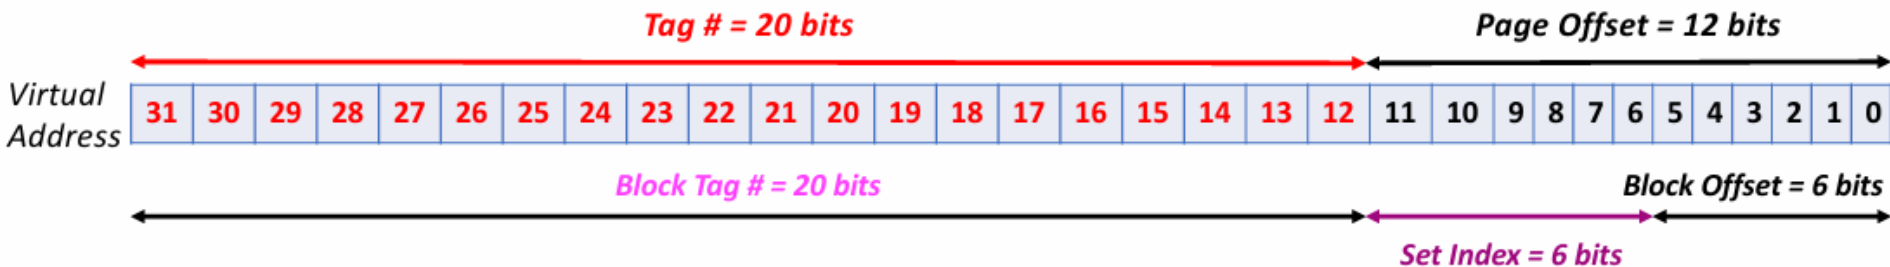 Tag # = 20 bits
Page Offset = 12 bits
Virtual
Address
31 30 29 28 27 26 25 24 23 22 21 20 19 18 17 16 15 14 13 12 11 10 9 8 7 6 5 4 3 2 1 0
Block Tag # = 20 bits
Block Offset = 6 bits
Set Index = 6 bits